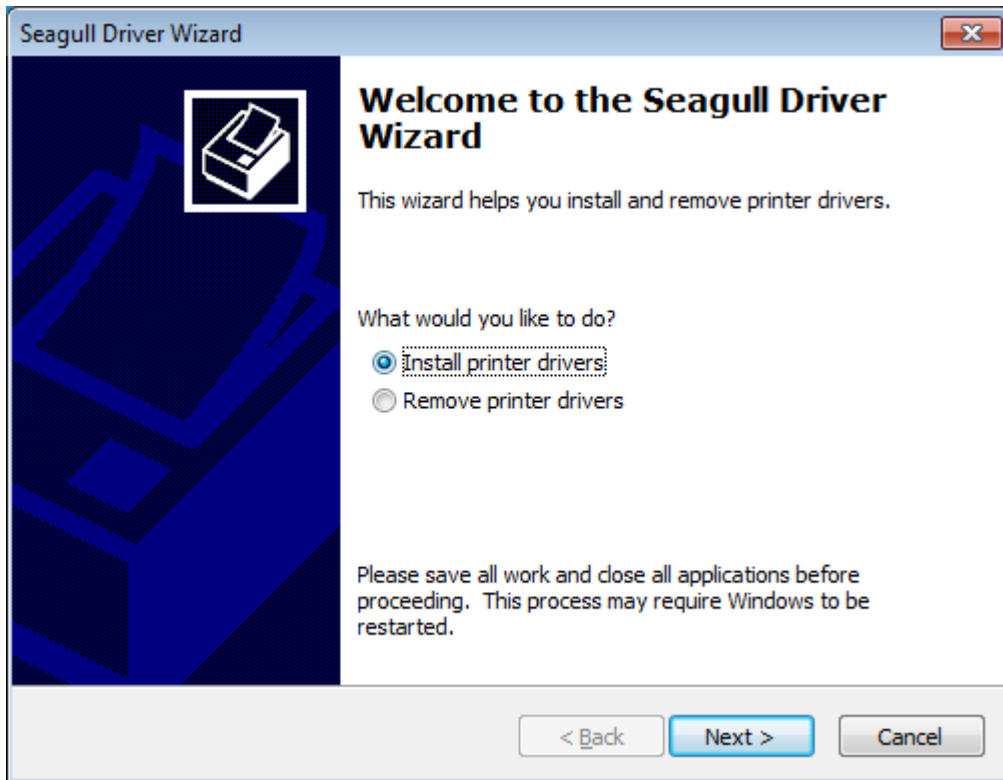 Seagull Driver Wizard
Welcome to the Seagull Driver
Wizard
This wizard helps you install and remove printer drivers.
What would you like to do?
Install printer drivers
Remove printer drivers
Please save all work and close all applications before
proceeding.  This process may require Windows to be
restarted.
< Back
Next >
Cancel